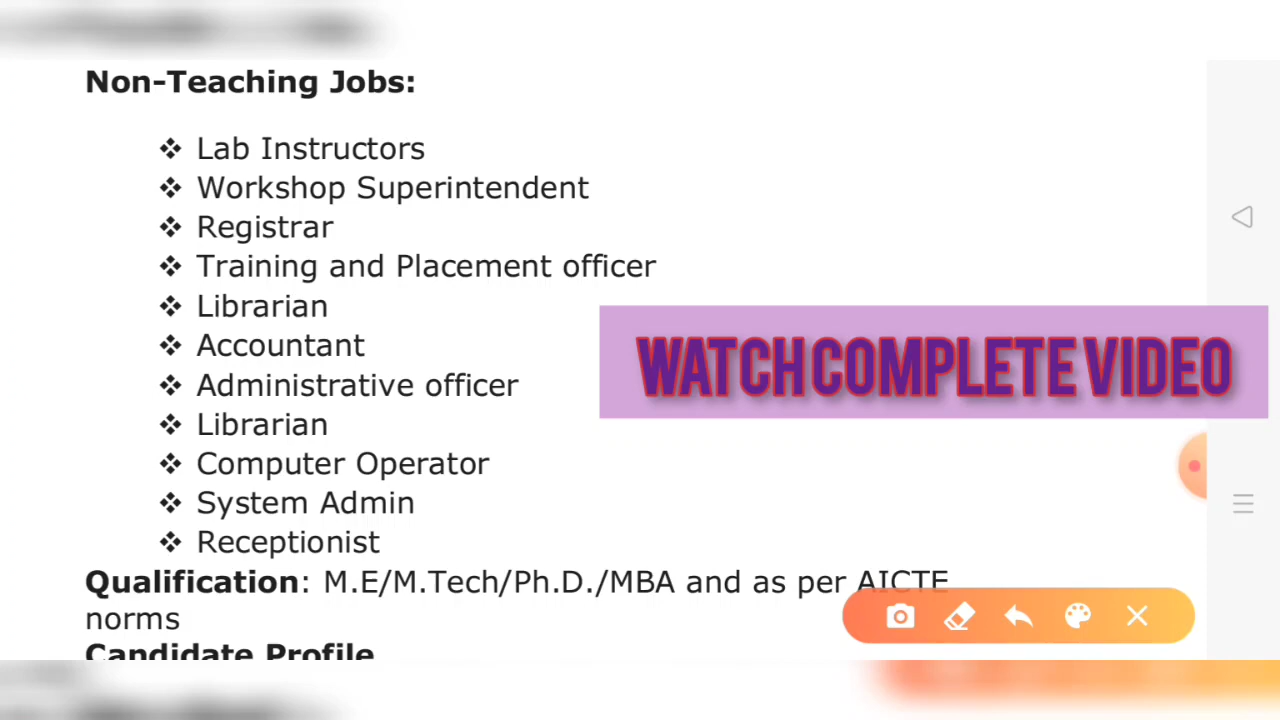 Non-Teaching Jobs:
❖ Lab Instructors
❖ Workshop Superintendent
❖ Registrar
❖ Training and Placement officer
❖ Librarian
❖ Accountant
WATCH COMPLETE VIDEO
❖ Administrative officer
❖ Librarian
❖ Computer Operator
❖ System Admin
❖ Receptionist
Qualification: M.E/M.Tech/Ph.D./MBA and as per AICTE
norms
Candidate Profile